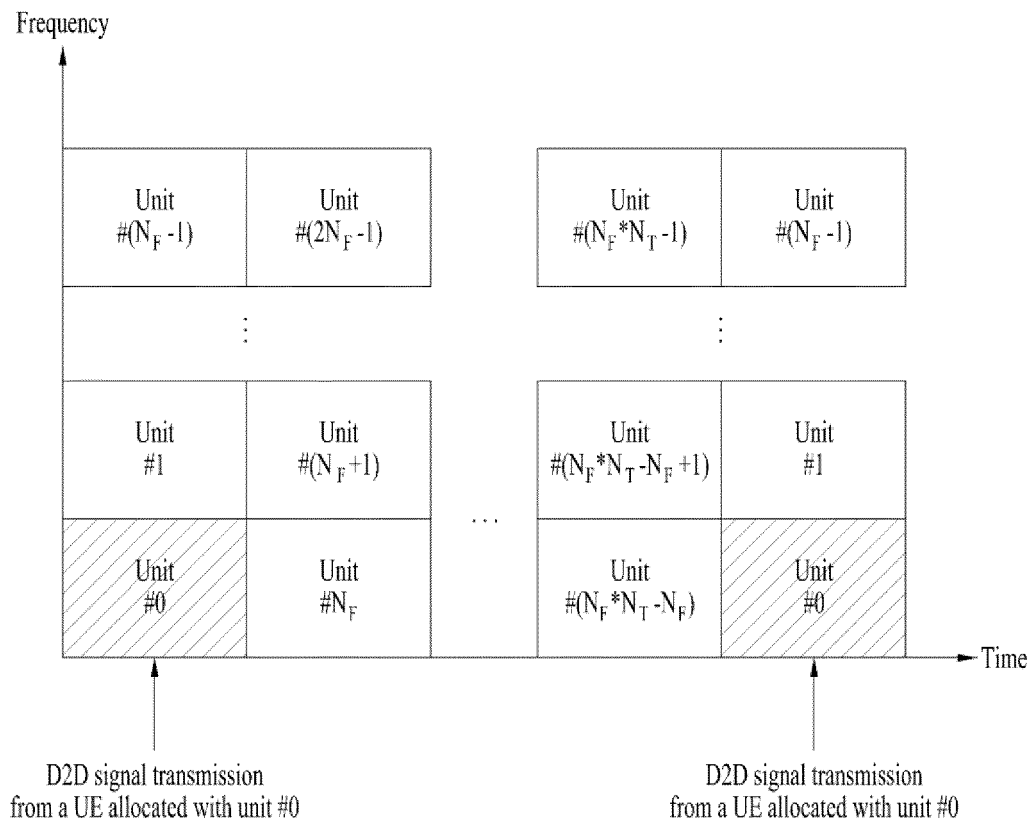 Frequency
Unit
#(N_F -1)
Unit
#(2N_F -1)
Unit
#(N_F*N_T -1)
Unit
#(N_F -1)
⋮
⋮
Unit
#1
Unit
#(N_F +1)
Unit
#(N_F*N_T -N_F +1)
Unit
#1
Unit
#0
Unit
#N_F
...
Unit
#(N_F*N_T -N_F)
Unit
#0
Time
D2D signal transmission
from a UE allocated with unit #0
D2D signal transmission
from a UE allocated with unit #0